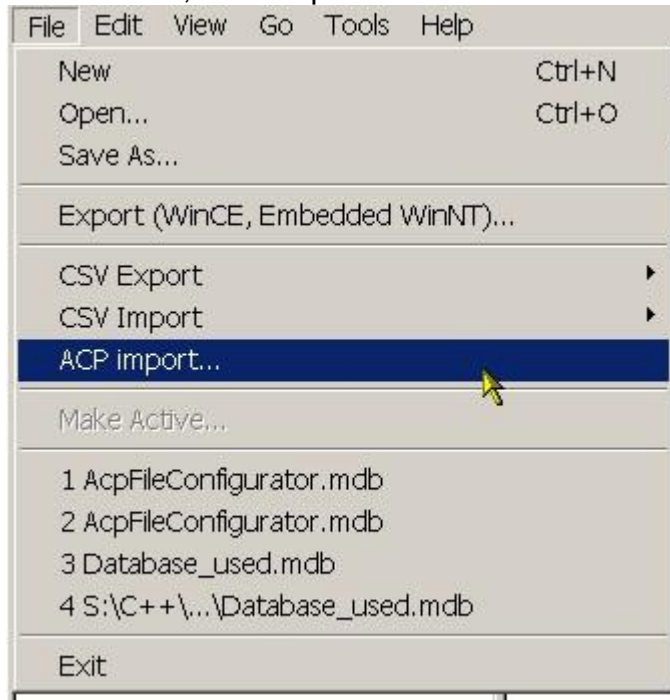 File Edit View Go Tools Help
New Ctrl+N
Open... Ctrl+O
Save As...
Export (WinCE, Embedded WinNT)...
CSV Export
CSV Import
ACP import...
Make Active...
1 AcpFileConfigurator.mdb
2 AcpFileConfigurator.mdb
3 Database_used.mdb
4 S:\C++\...\Database_used.mdb
Exit